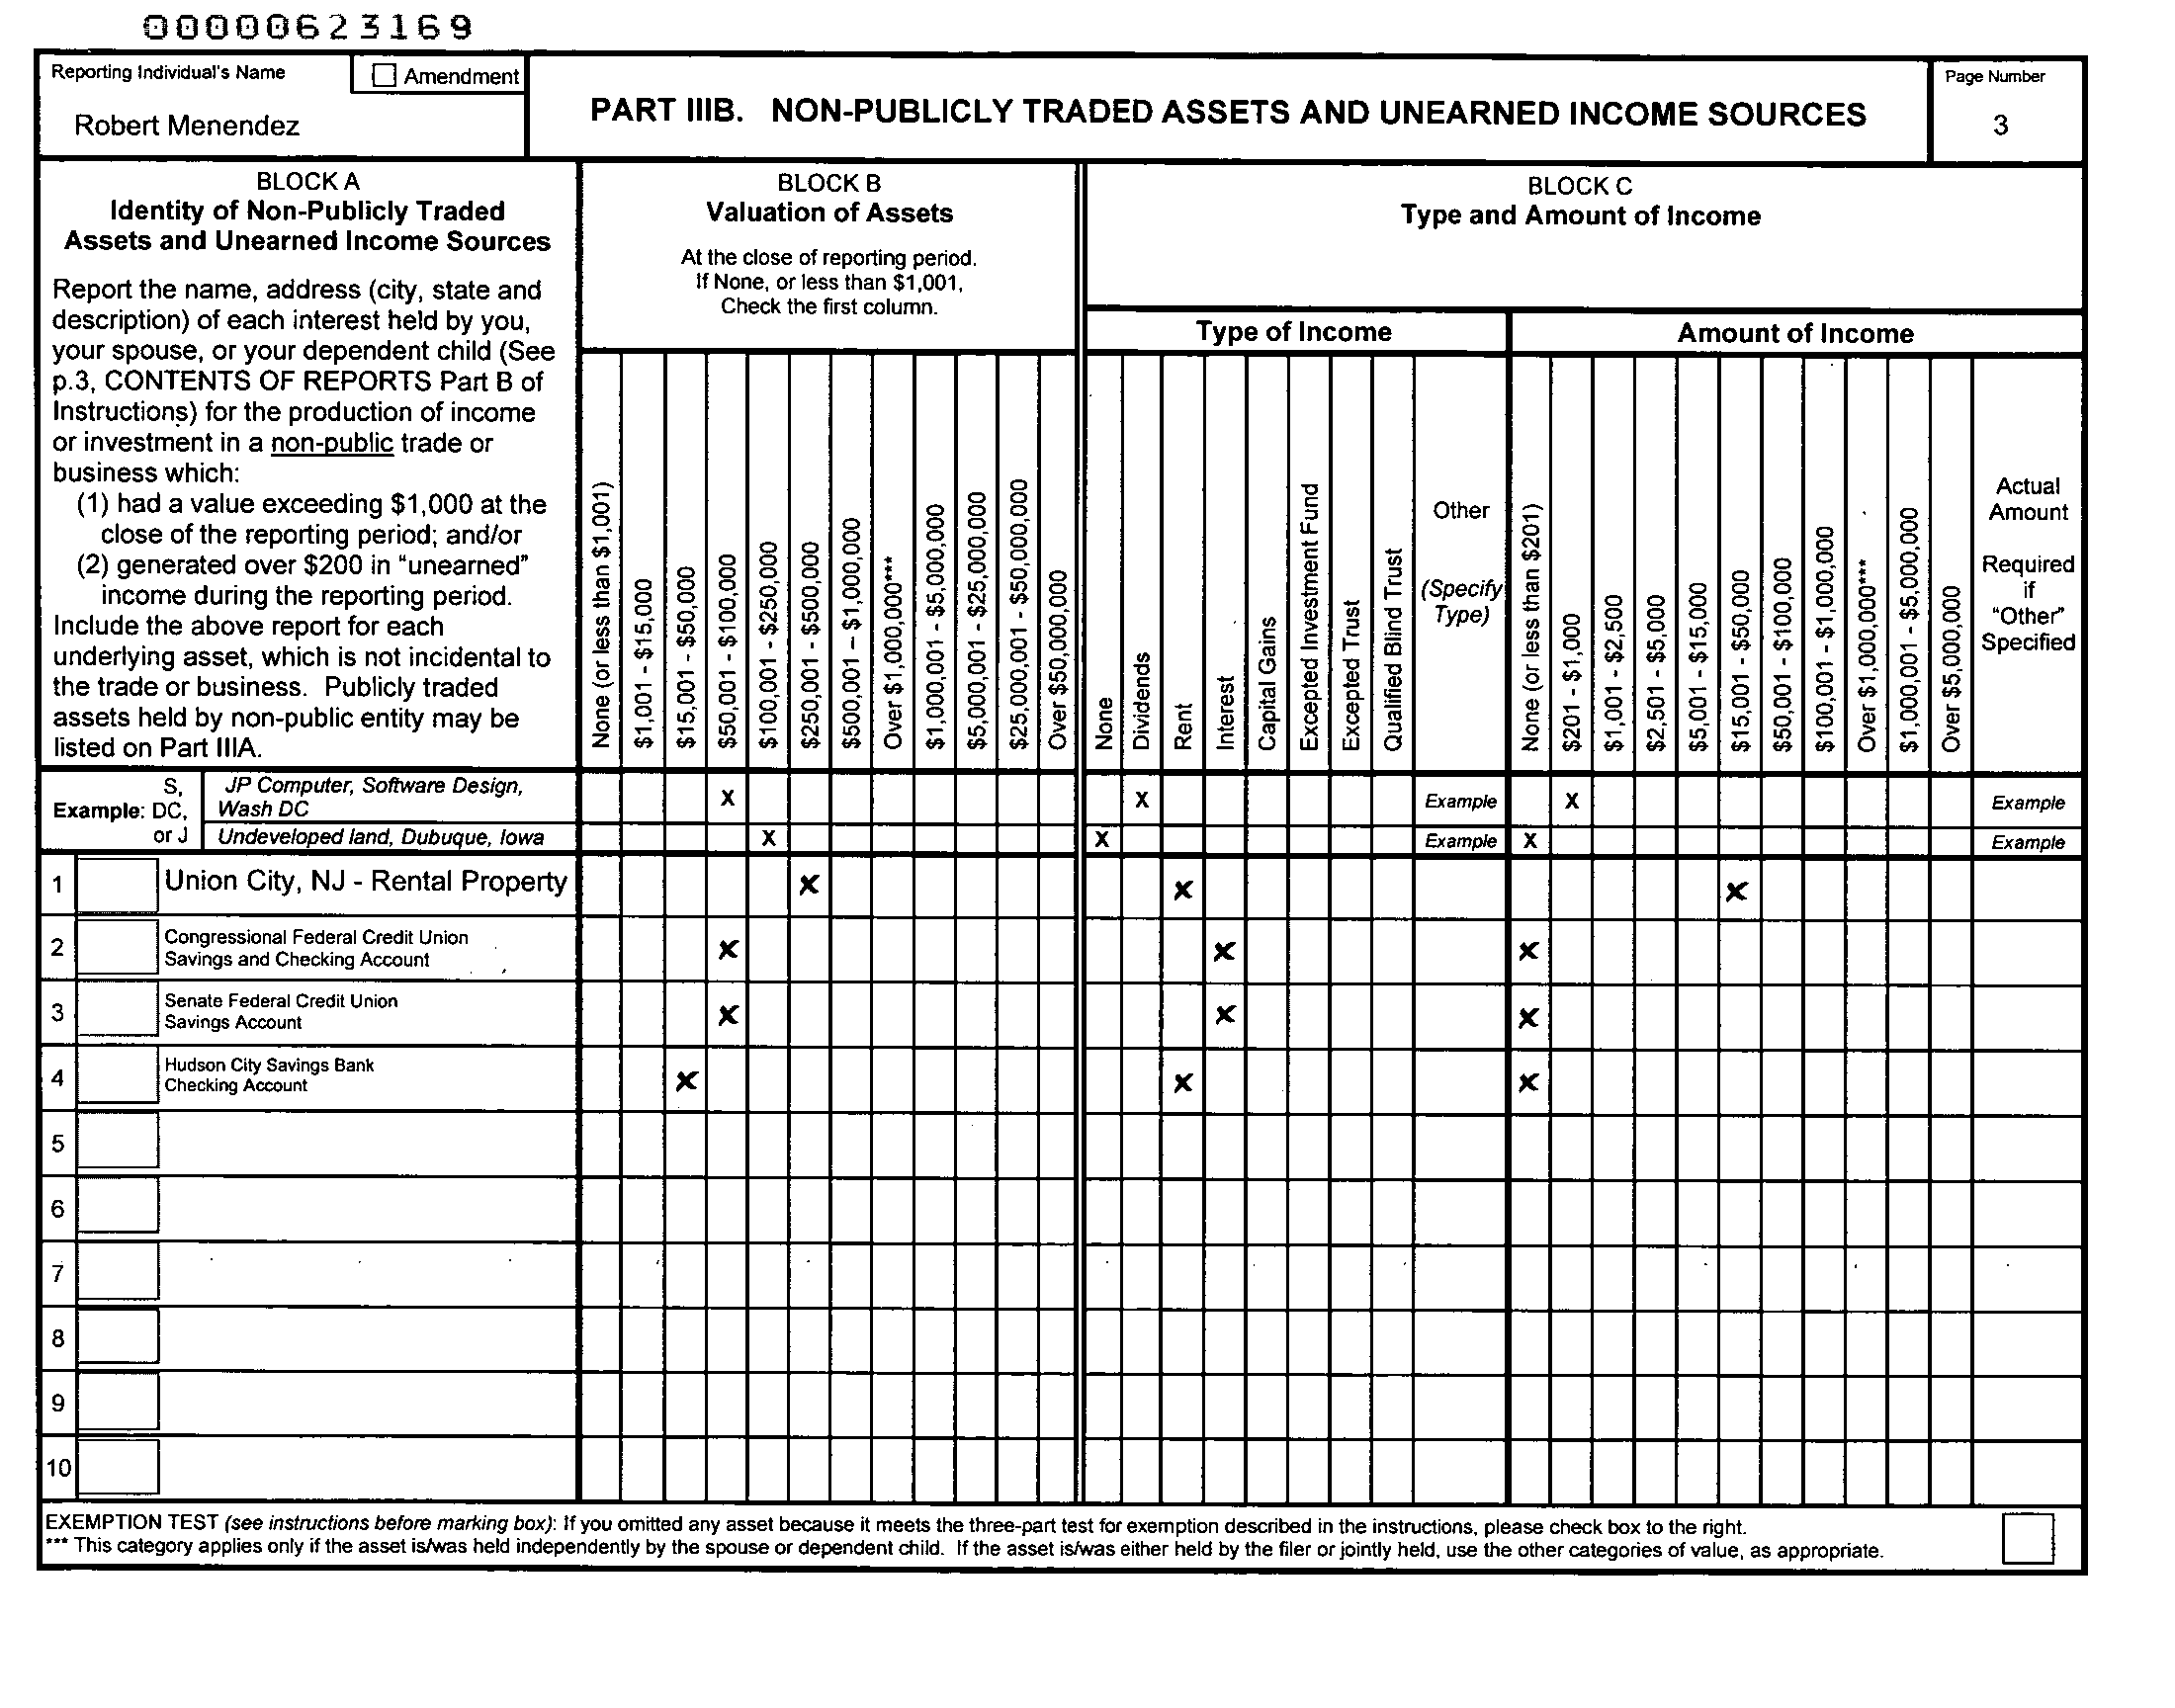 00000623169
Reporting Individual's Name
Amendment
Robert Menendez
PART IIIB. NON-PUBLICLY TRADED ASSETS AND UNEARNED INCOME SOURCES
Page Number
3
BLOCK A
Identity of Non-Publicly Traded
Assets and Unearned Income Sources
Report the name, address (city, state and
description) of each interest held by you,
your spouse, or your dependent child (See
p.3, CONTENTS OF REPORTS Part B of
Instructions) for the production of income
or investment in a non-public trade or
business which:
(1) had a value exceeding $1,000 at the
close of the reporting period; and/or
(2) generated over $200 in "unearned"
income during the reporting period.
Include the above report for each
underlying asset, which is not incidental to
the trade or business. Publicly traded
assets held by non-public entity may be
listed on Part IIIA.
BLOCK B
Valuation of Assets
At the close of reporting period.
If None, or less than $1,001,
Check the first column.
None (or less than $1,001)
$1,001 - $15,000
$15,001 - $50,000
$50,001 - $100,000
$100,001 - $250,000
$250,001 - $500,000
$500,001 – $1,000,000
Over $1,000,000***
$1,000,001 - $5,000,000
$5,000,001 - $25,000,000
$25,000,001 - $50,000,000
Over $50,000,000
BLOCK C
Type and Amount of Income
Type of Income
None
Dividends
Rent
Interest
Capital Gains
Excepted Investment Fund
Excepted Trust
Qualified Blind Trust
Other
(Specify
Type)
Amount of Income
None (or less than $201)
$201 - $1,000
$1,001 - $2,500
$2,501 - $5,000
$5,001 - $15,000
$15,001 - $50,000
$50,001 - $100,000
$100,001 - $1,000,000
Over $1,000,000***
$1,000,001 - $5,000,000
Over $5,000,000
Actual
Amount
Required
if
"Other"
Specified
Example:
S,
DC,
or J
JP Computer, Software Design,
Wash DC
X X Example X Example
Undeveloped land, Dubuque, Iowa X X Example X Example
1 Union City, NJ - Rental Property X X X
2 Congressional Federal Credit Union
Savings and Checking Account X X X
3 Senate Federal Credit Union
Savings Account X X X
4 Hudson City Savings Bank
Checking Account X X X
5
6
7
8
9
10
EXEMPTION TEST (see instructions before marking box): If you omitted any asset because it meets the three-part test for exemption described in the instructions, please check box to the right.
*** This category applies only if the asset is/was held independently by the spouse or dependent child. If the asset is/was either held by the filer or jointly held, use the other categories of value, as appropriate.